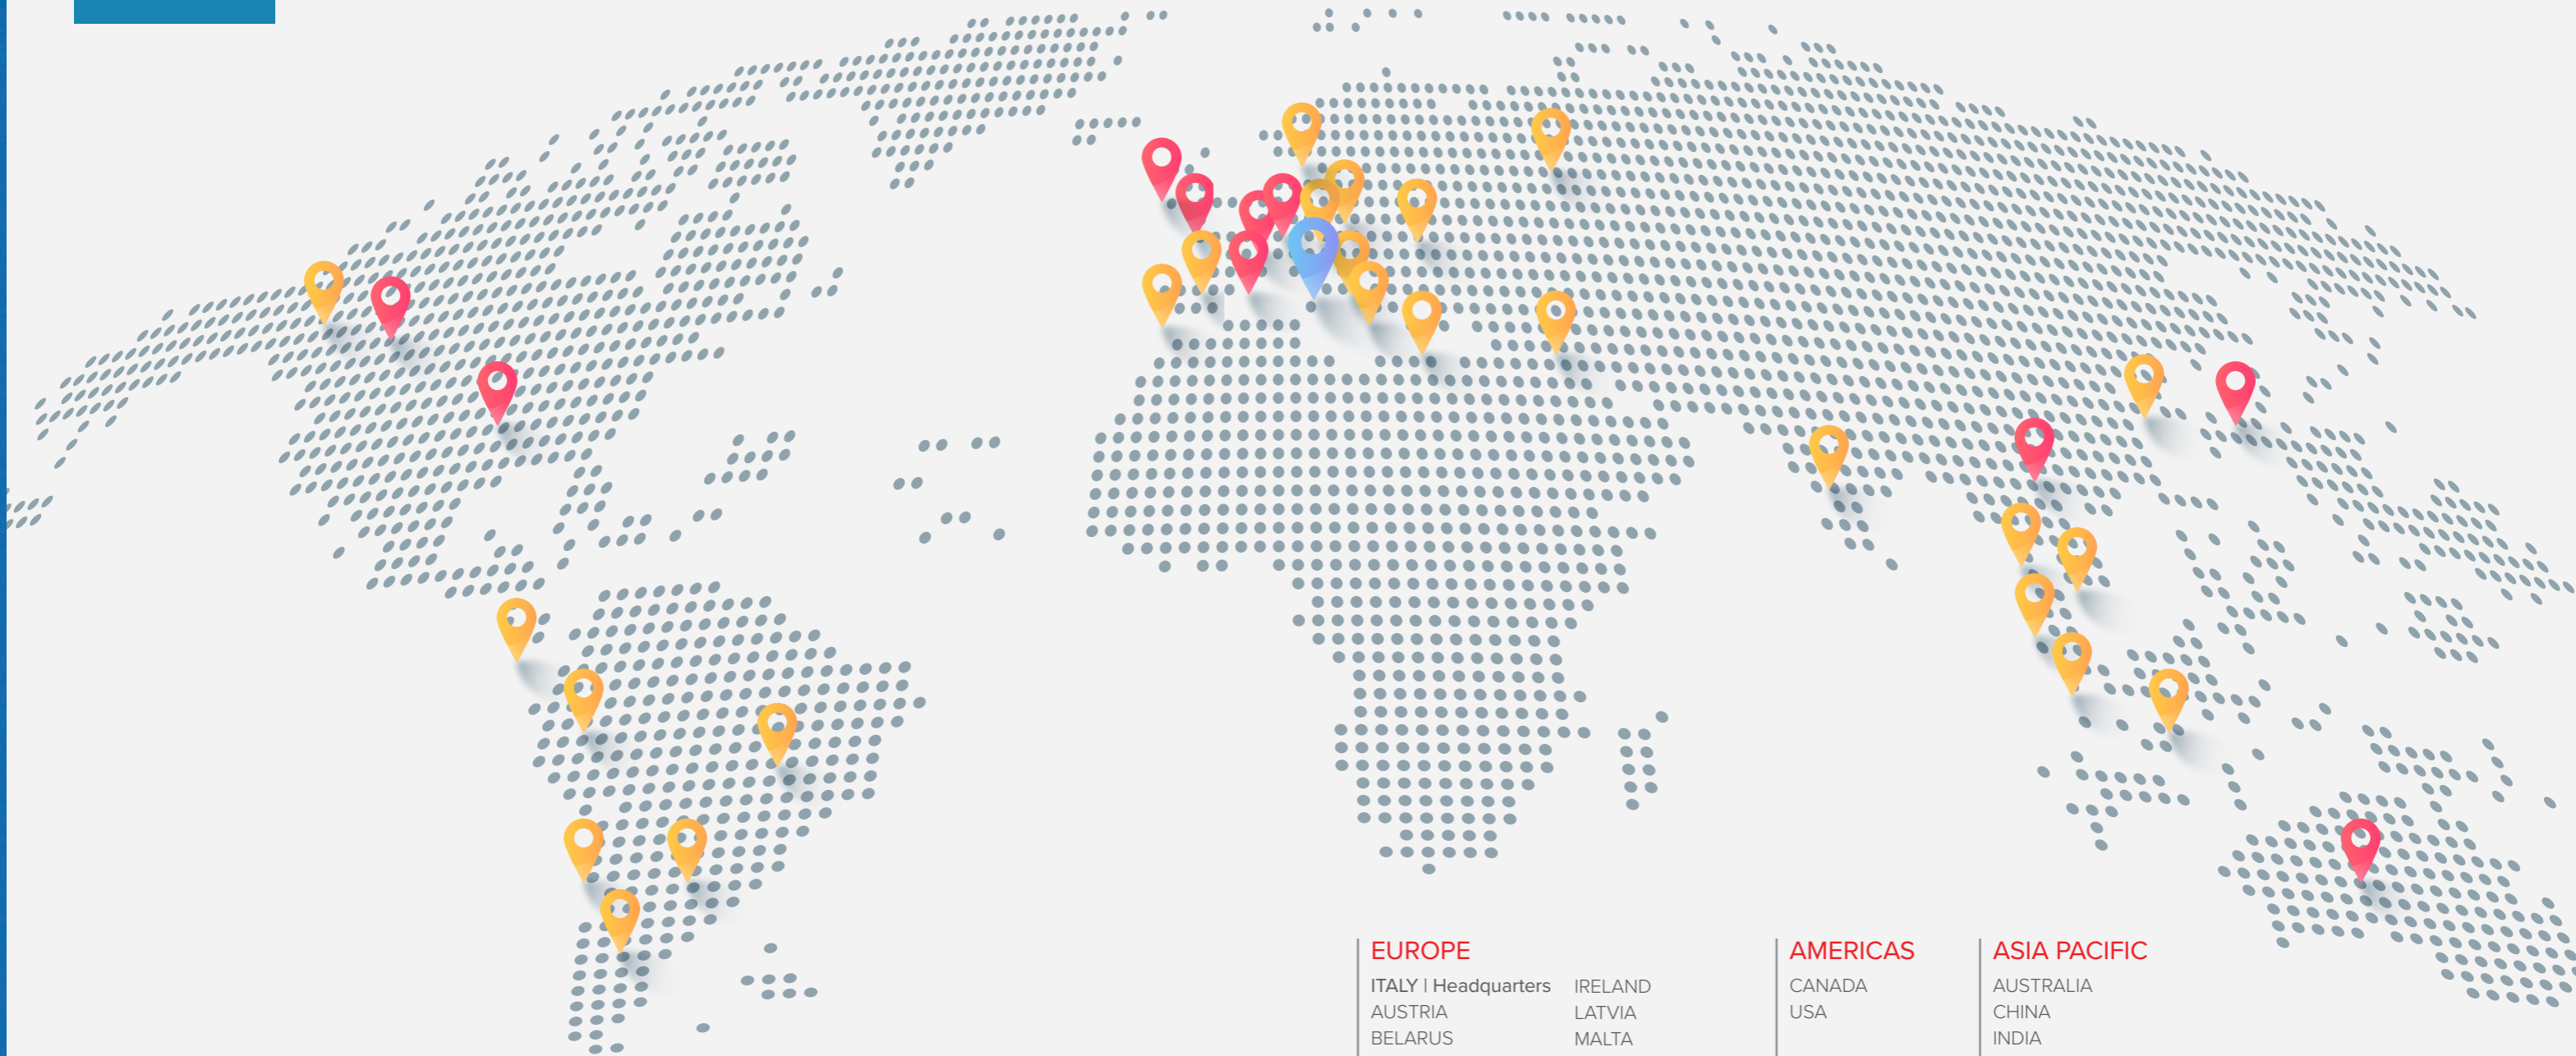 EUROPE
ITALY | Headquarters
AUSTRIA
BELARUS
IRELAND
LATVIA
MALTA
AMERICAS
CANADA
USA
ASIA PACIFIC
AUSTRALIA
CHINA
INDIA